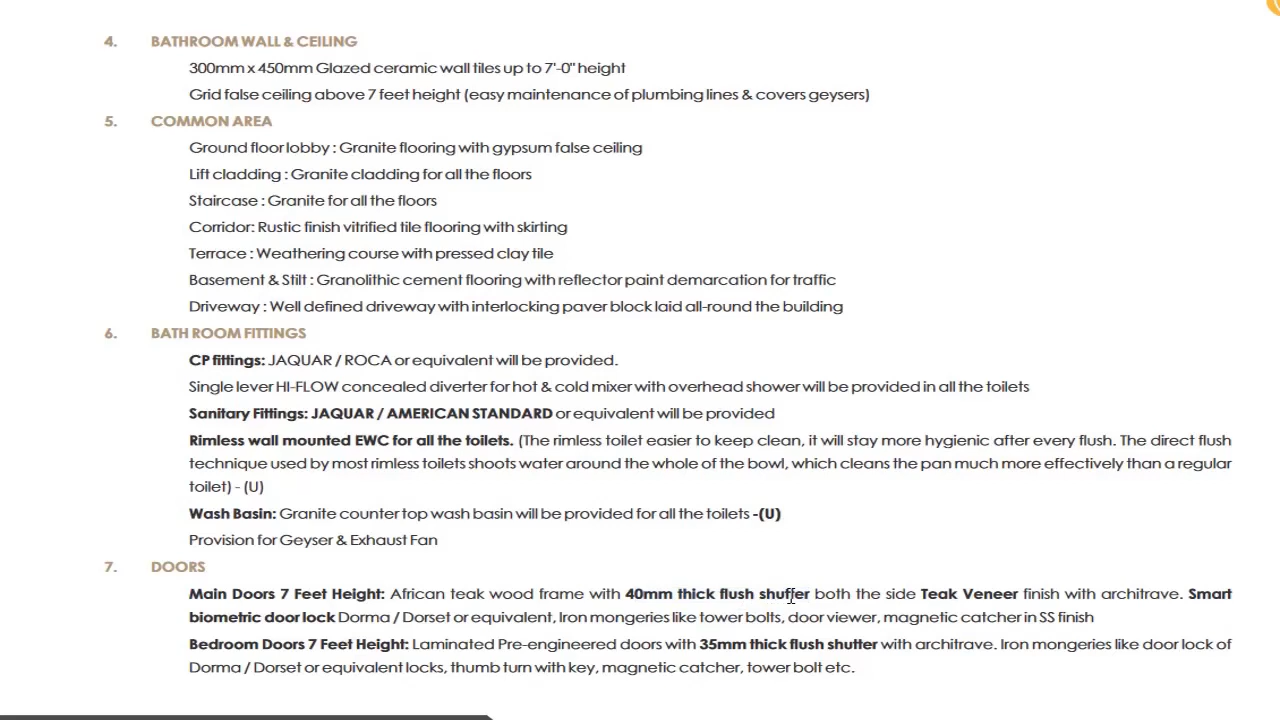 4. BATHROOM WALL & CEILING
300mm x 450mm Glazed ceramic wall tiles up to 7'-0" height
Grid false ceiling above 7 feet height (easy maintenance of plumbing lines & covers geysers)
5. COMMON AREA
Ground floor lobby : Granite flooring with gypsum false ceiling
Lift cladding : Granite cladding for all the floors
Staircase : Granite for all the floors
Corridor: Rustic finish vitrified tile flooring with skirting
Terrace : Weathering course with pressed clay tile
Basement & Stilt : Granolithic cement flooring with reflector paint demarcation for traffic
Driveway : Well defined driveway with interlocking paver block laid all-round the building
6. BATH ROOM FITTINGS
CP fittings: JAQUAR / ROCA or equivalent will be provided.
Single lever HI-FLOW concealed diverter for hot & cold mixer with overhead shower will be provided in all the toilets
Sanitary Fittings: JAQUAR / AMERICAN STANDARD or equivalent will be provided
Rimless wall mounted EWC for all the toilets. (The rimless toilet easier to keep clean, it will stay more hygienic after every flush. The direct flush
technique used by most rimless toilets shoots water around the whole of the bowl, which cleans the pan much more effectively than a regular
toilet) - (U)
Wash Basin: Granite counter top wash basin will be provided for all the toilets -(U)
Provision for Geyser & Exhaust Fan
7. DOORS
Main Doors 7 Feet Height: African teak wood frame with 40mm thick flush shutter both the side Teak Veneer finish with architrave. Smart
biometric door lock Dorma / Dorset or equivalent, Iron mongeries like tower bolts, door viewer, magnetic catcher in SS finish
Bedroom Doors 7 Feet Height: Laminated Pre-engineered doors with 35mm thick flush shutter with architrave. Iron mongeries like door lock of
Dorma / Dorset or equivalent locks, thumb turn with key, magnetic catcher, tower bolt etc.